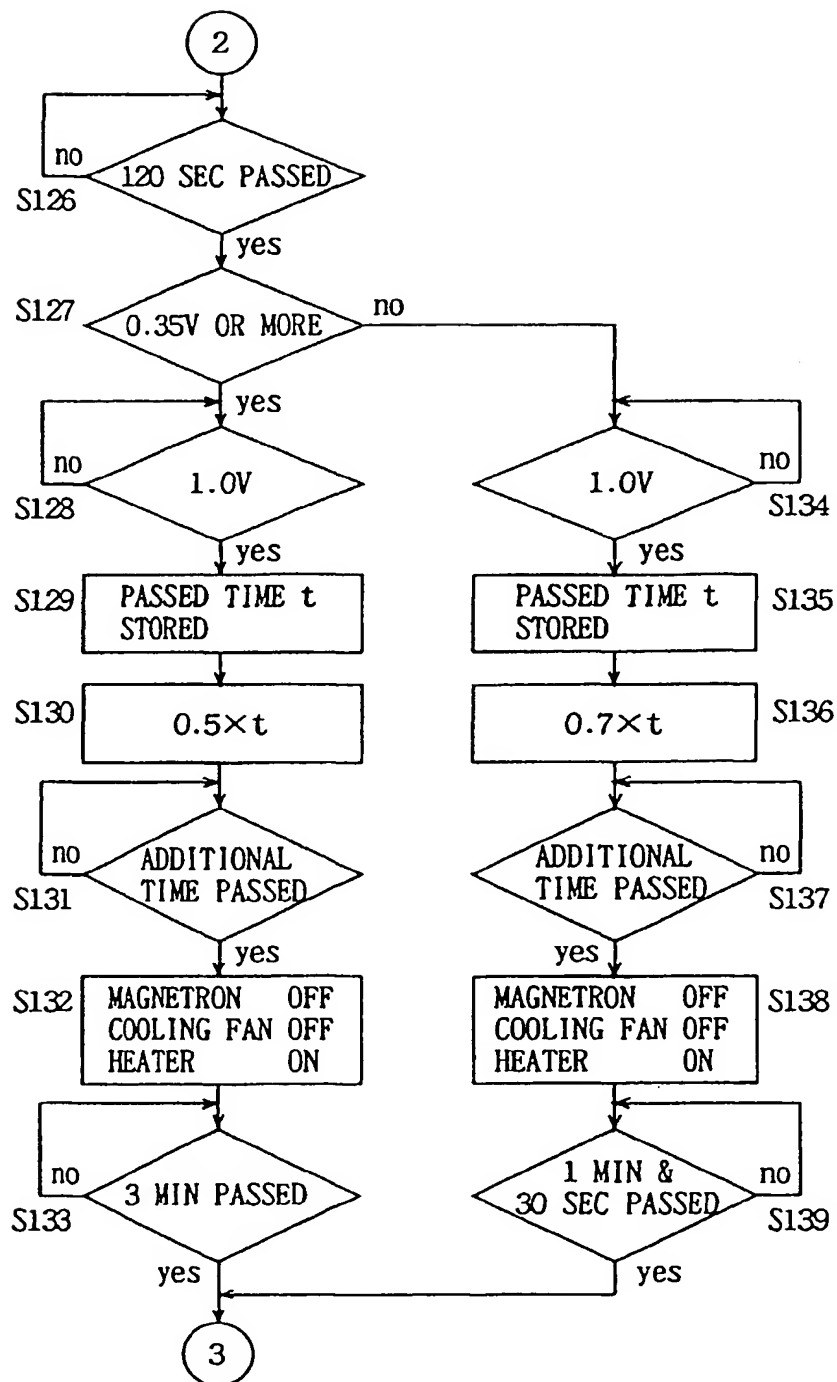 2
no
120 SEC PASSED
S126
yes
S127
0.35V OR MORE
no
yes
no
1.0V
S128
1.0V
no
S134
yes
yes
S129
PASSED TIME t
STORED
PASSED TIME t
STORED
S135
S130
0.5×t
0.7×t
S136
no
ADDITIONAL
TIME PASSED
S131
ADDITIONAL
TIME PASSED
no
S137
yes
yes
S132
MAGNETRON OFF
COOLING FAN OFF
HEATER ON
MAGNETRON OFF
COOLING FAN OFF
HEATER ON
S138
no
3 MIN PASSED
S133
1 MIN &
30 SEC PASSED
no
S139
yes
yes
3